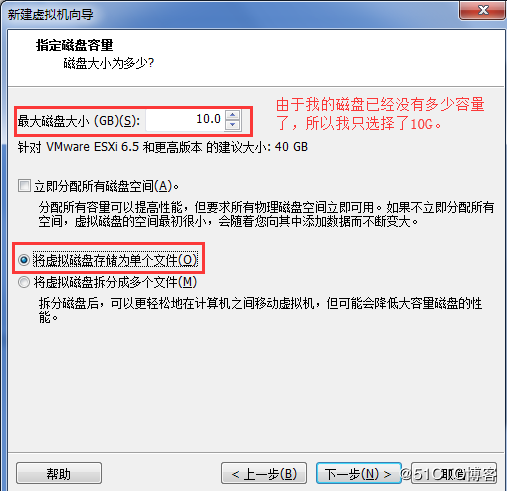 新建虚拟机向导
指定磁盘容量
磁盘大小为多少?
最大磁盘大小 (GB)(S): 10.0
由于我的磁盘已经没有多少容量
了，所以我只选择了10G。
针对 VMware ESXi 6.5 和更高版本 的建议大小: 40 GB
立即分配所有磁盘空间(A)。
分配所有容量可以提高性能，但要求所有物理磁盘空间立即可用。如果不立即分配所有
空间，虚拟磁盘的空间最初很小，会随着您向其中添加数据而不断变大。
将虚拟磁盘存储为单个文件(O)
将虚拟磁盘拆分成多个文件(M)
拆分磁盘后，可以更轻松地在计算机之间移动虚拟机，但可能会降低大容量磁盘的性
能。
帮助 < 上一步(B) 下一步(N) > 取消
@51CTO博客